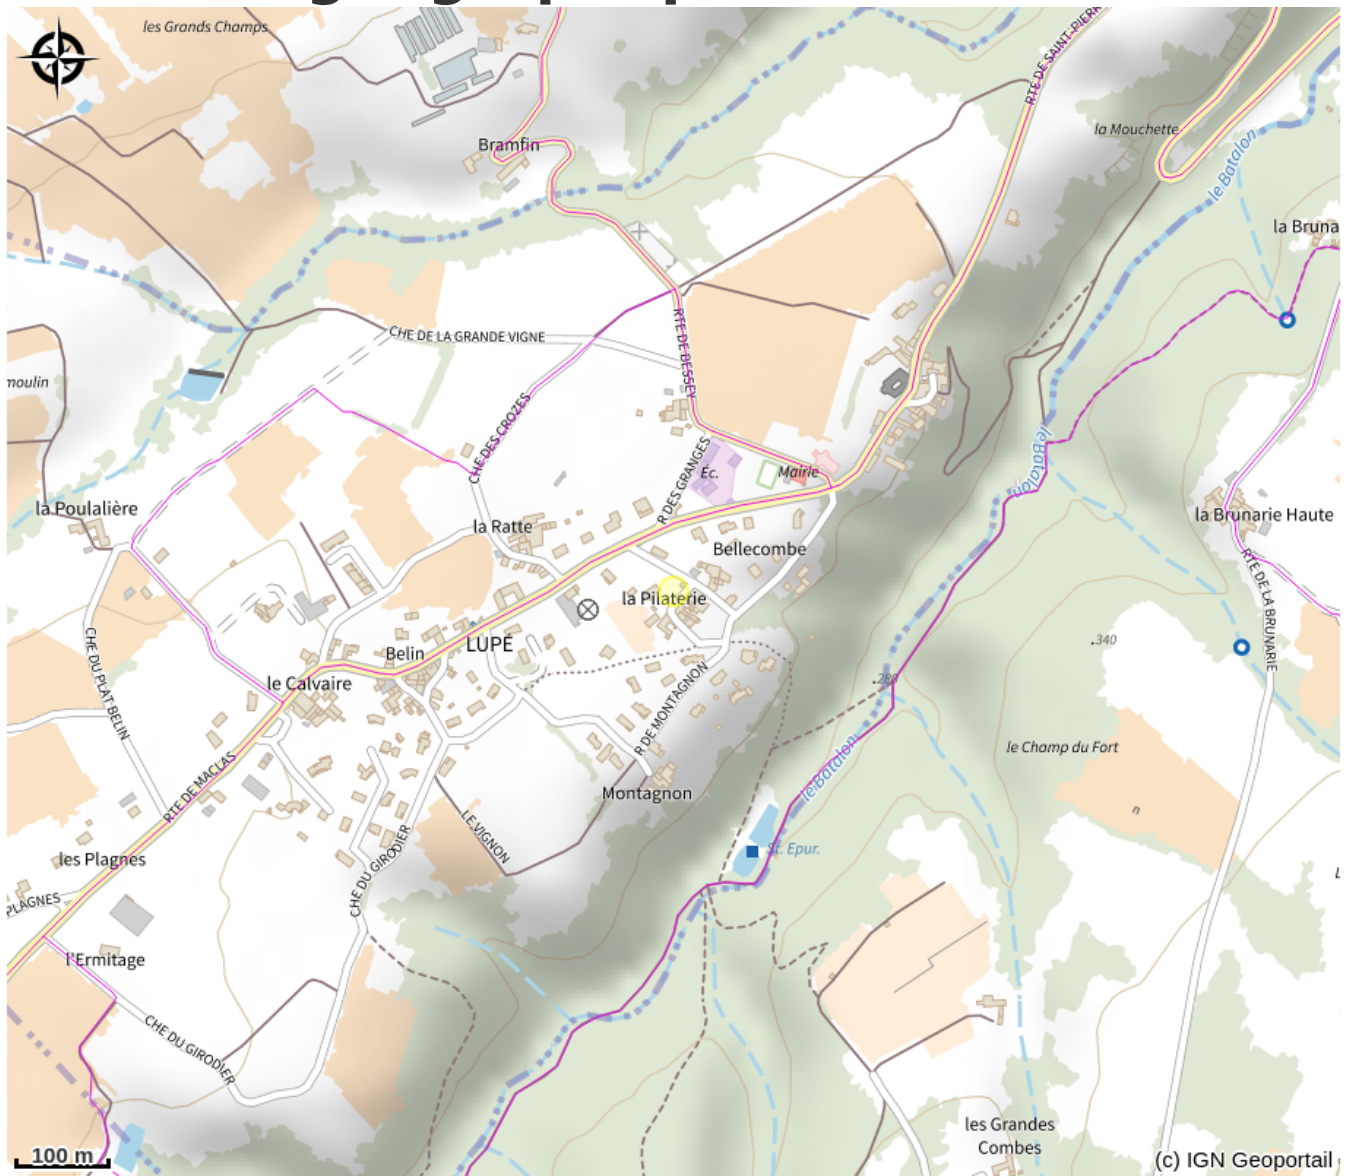 les Grands Champs
RTE DE SAINT-PIERR
la Mouchette
Bramfin
le Batalon
la Bruna
CHE DE LA GRANDE VIGNE
RTE DE BESSEY
moulin
CHE DES CROZES
R DES GRANGES
Éc.
Mairie
le Batalon
la Poulalière
la Ratte
la Brunarie Haute
Bellecombe
la Pilaterie
RTE DE LA BRUNARIE
340
CHE DU PLAT BELIN
Belin
LUPÉ
le Calvaire
280
R DE MONTAGNON
le Champ du Fort
le Batalon
RTE DE MACLAS
Montagnon
n
LE VIGNON
les Plagnes
St. Epur.
CHE DU GIRODIER
PLAGNES
l'Ermitage
CHE DU GIRODIER
les Grandes
Combes
100 m
(c) IGN Geoportail